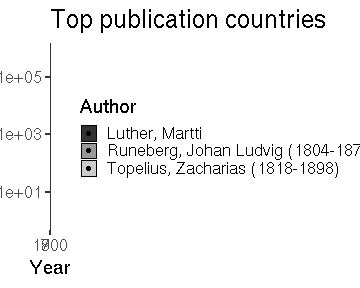 Top publication countries
1e+05
Author
1e+03
Luther, Martti
Runeberg, Johan Ludvig (1804-187
Topelius, Zacharias (1818-1898)
1e+01
Year